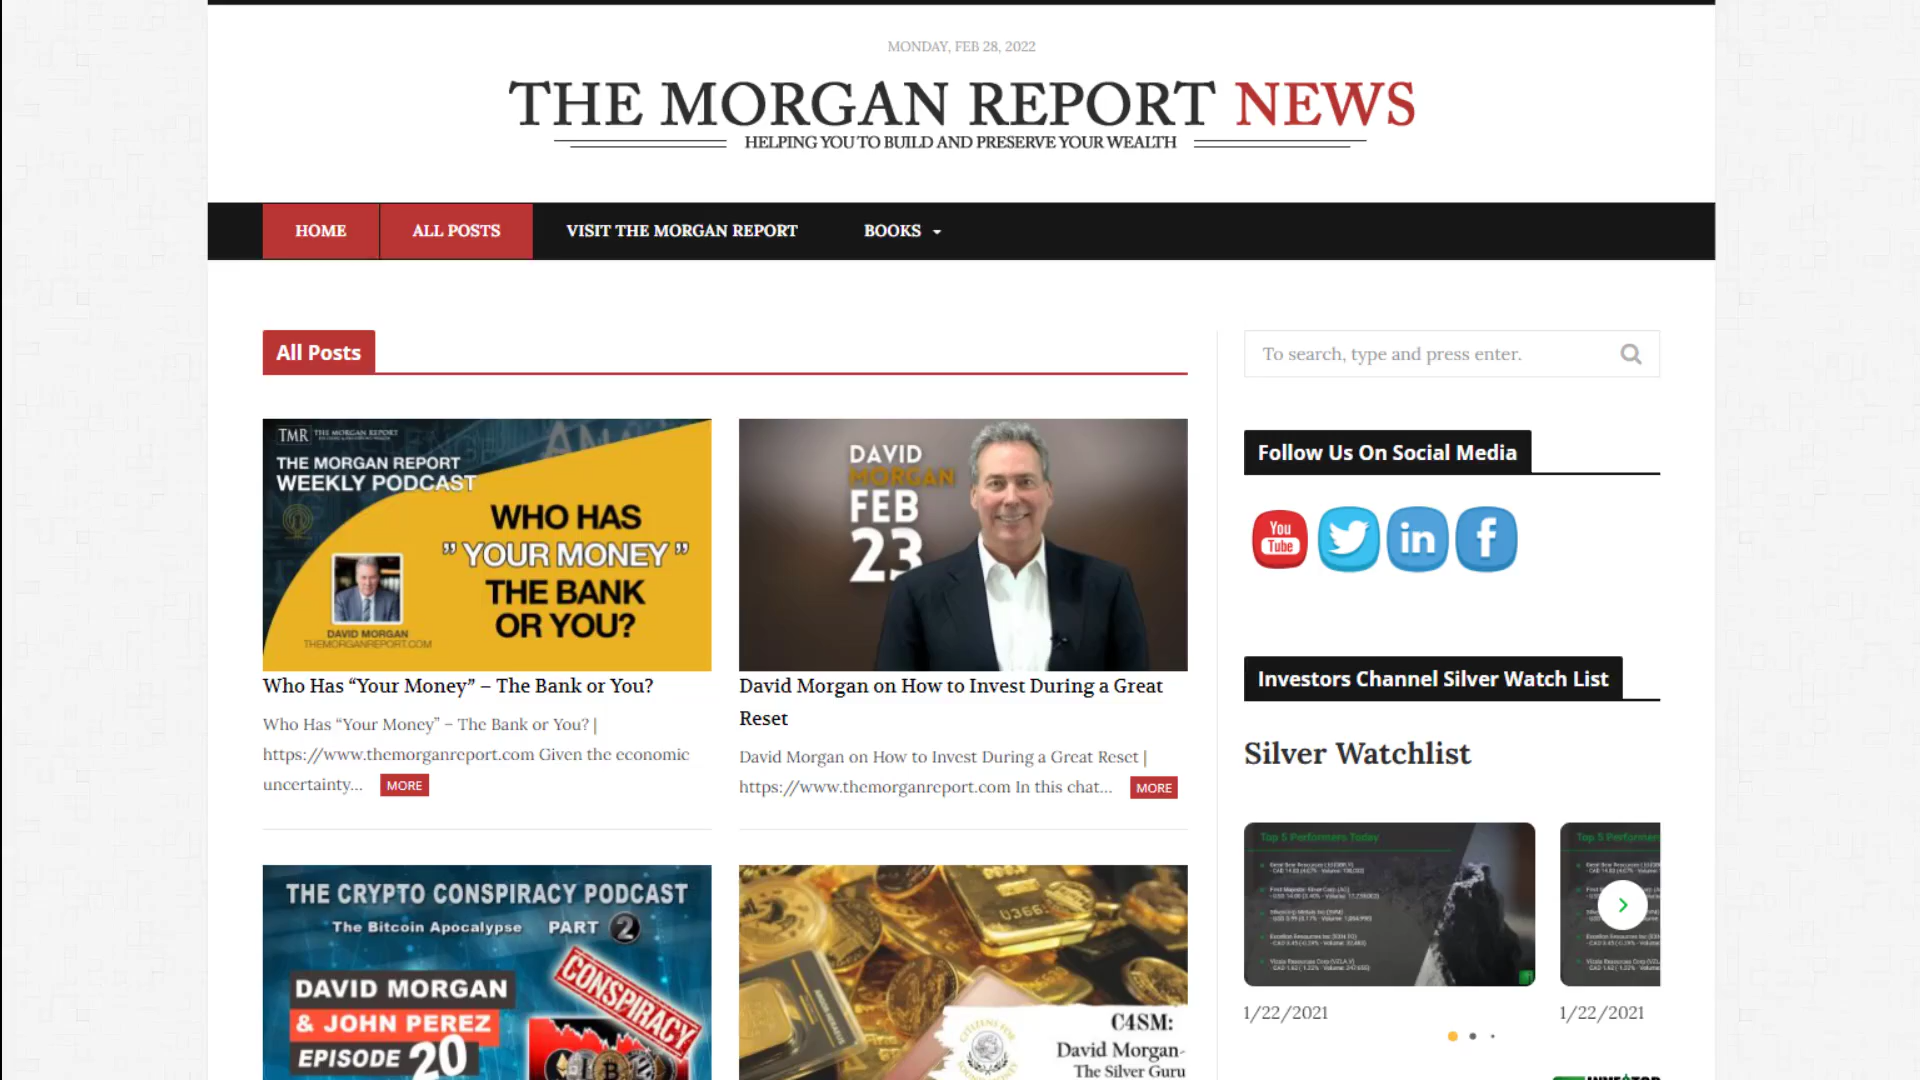 MONDAY, FEB 28, 2022
THE MORGAN REPORT NEWS
HELPING YOU TO BUILD AND PRESERVE YOUR WEALTH
HOME
ALL POSTS
VISIT THE MORGAN REPORT
BOOKS
All Posts
TMR THE MORGAN REPORT
THE MORGAN REPORT
WEEKLY PODCAST
WHO HAS
" YOUR MONEY "
THE BANK
OR YOU?
DAVID MORGAN
THEMORGANREPORT.COM
Who Has “Your Money” – The Bank or You?
Who Has “Your Money” – The Bank or You? |
https://www.themorganreport.com Given the economic
uncertainty... MORE
DAVID
MORGAN
FEB
23
David Morgan on How to Invest During a Great
Reset
David Morgan on How to Invest During a Great Reset |
https://www.themorganreport.com In this chat... MORE
THE CRYPTO CONSPIRACY PODCAST
The Bitcoin Apocalypse PART 2
DAVID MORGAN
& JOHN PEREZ
EPISODE 20
CONSPIRACY
C4SM:
David Morgan-
The Silver Guru
To search, type and press enter.
Follow Us On Social Media
You
Tube
in
f
Investors Channel Silver Watch List
Silver Watchlist
Top 5 Performers Today
1/22/2021
1/22/2021